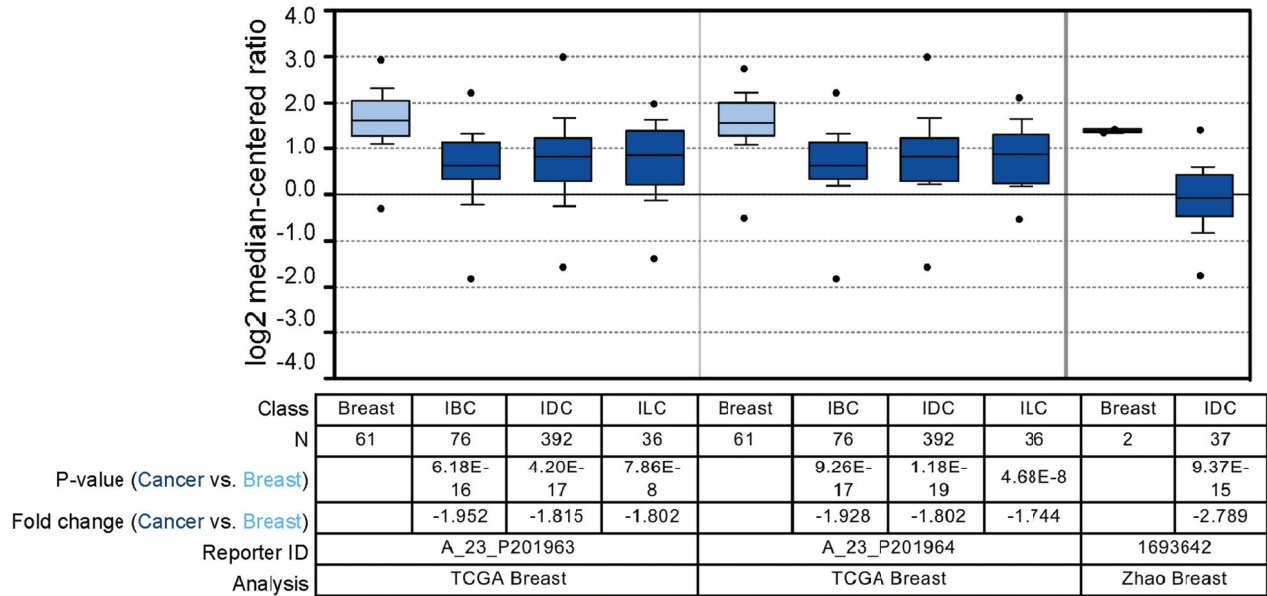 4.0
3.0
2.0
1.0
0.0
-1.0
-2.0
-3.0
-4.0
log2 median-centered ratio
Class Breast IBC IDC ILC Breast IBC IDC ILC Breast IDC
N 61 76 392 36 61 76 392 36 2 37
P-value (Cancer vs. Breast) 6.18E-16 4.20E-17 7.86E-8 9.26E-17 1.18E-19 4.68E-8 9.37E-15
Fold change (Cancer vs. Breast) -1.952 -1.815 -1.802 -1.928 -1.802 -1.744 -2.789
Reporter ID A_23_P201963 A_23_P201964 1693642
Analysis TCGA Breast TCGA Breast Zhao Breast